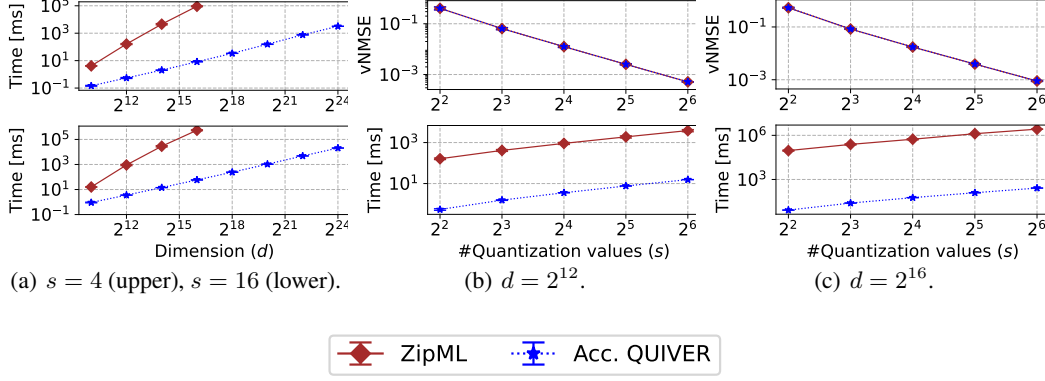 Time [ms]
10^5
10^3
10^1
10^{-1}
2^{12} 2^{15} 2^{18} 2^{21} 2^{24}
Time [ms]
10^5
10^3
10^1
10^{-1}
2^{12} 2^{15} 2^{18} 2^{21} 2^{24}
Dimension (d)
(a) s = 4 (upper), s = 16 (lower).
vNMSE
10^{-1}
10^{-3}
2^2 2^3 2^4 2^5 2^6
Time [ms]
10^3
10^1
2^2 2^3 2^4 2^5 2^6
#Quantization values (s)
(b) d = 2^{12}.
vNMSE
10^{-1}
10^{-3}
2^2 2^3 2^4 2^5 2^6
Time [ms]
10^6
10^3
2^2 2^3 2^4 2^5 2^6
#Quantization values (s)
(c) d = 2^{16}.
ZipML Acc. QUIVER